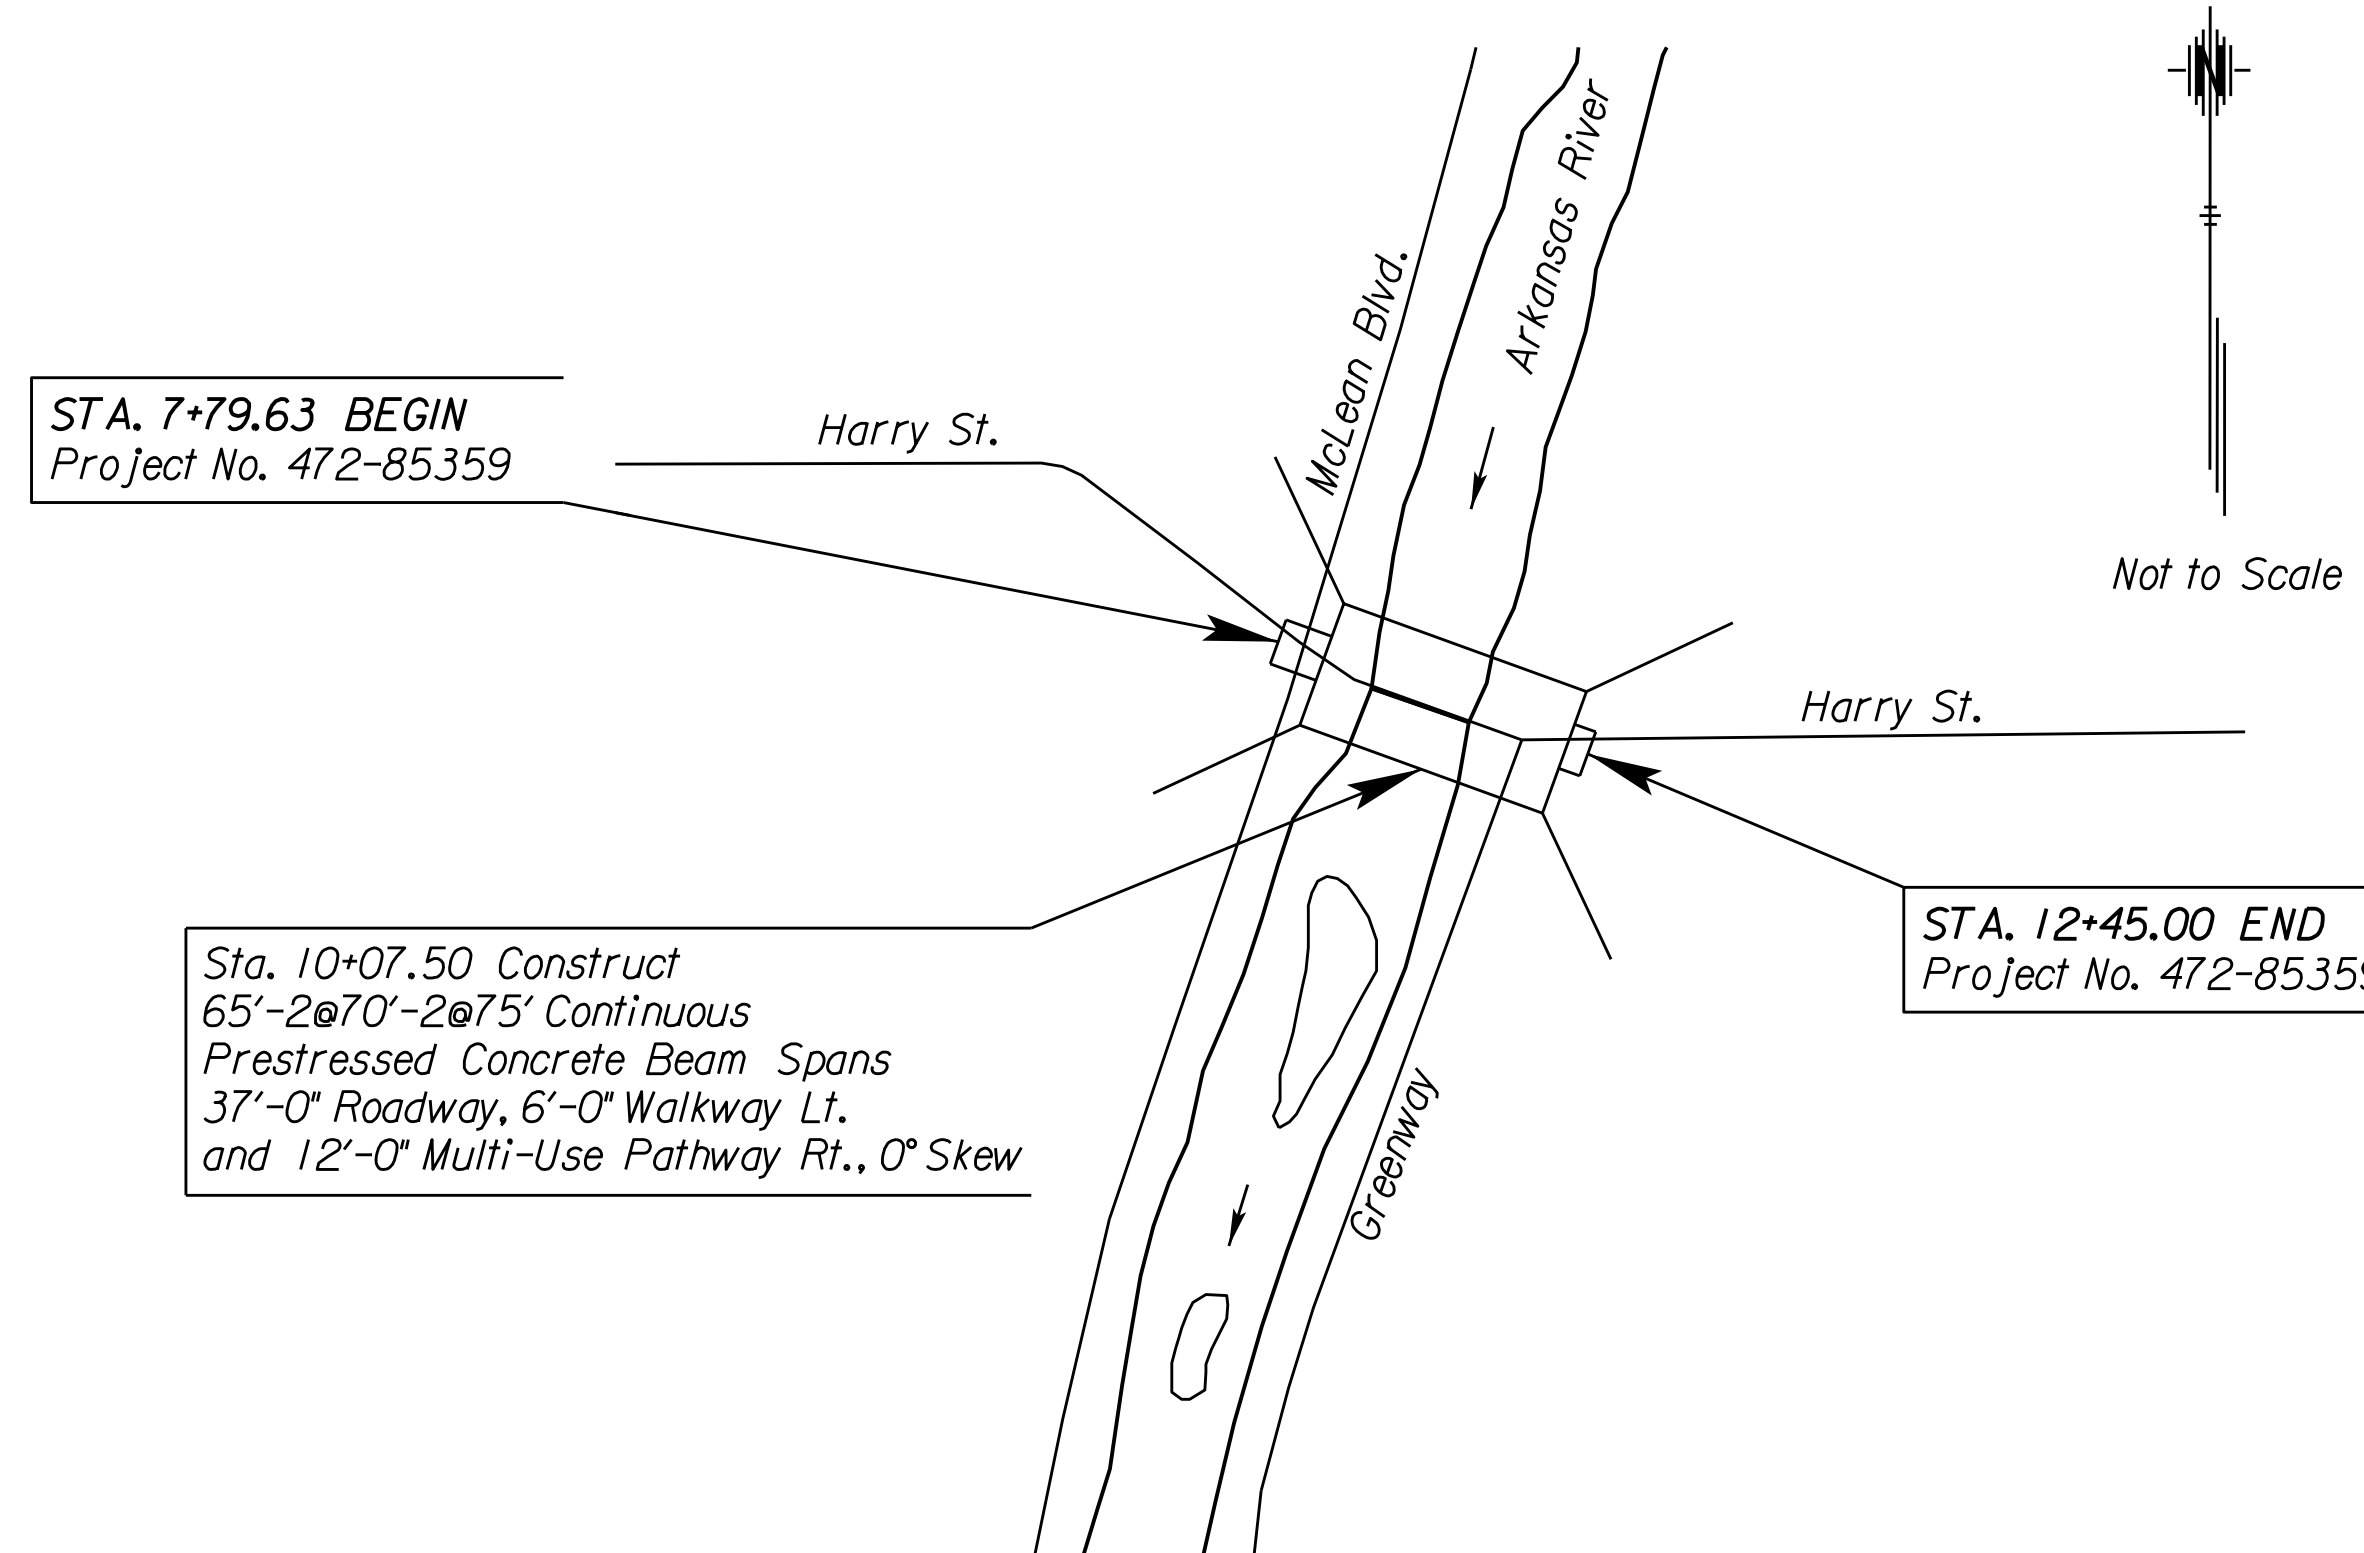 N
Arkansas River
McLean Blvd.
STA. 7+79.63 BEGIN
Project No. 472-85359
Harry St.
Not to Scale
Harry St.
STA. 12+45.00 END
Project No. 472-85359
Sta. 10+07.50 Construct
65'-2@70'-2@75' Continuous
Prestressed Concrete Beam Spans
37'-0" Roadway, 6'-0" Walkway Lt.
and 12'-0" Multi-Use Pathway Rt., 0° Skew
Greenway